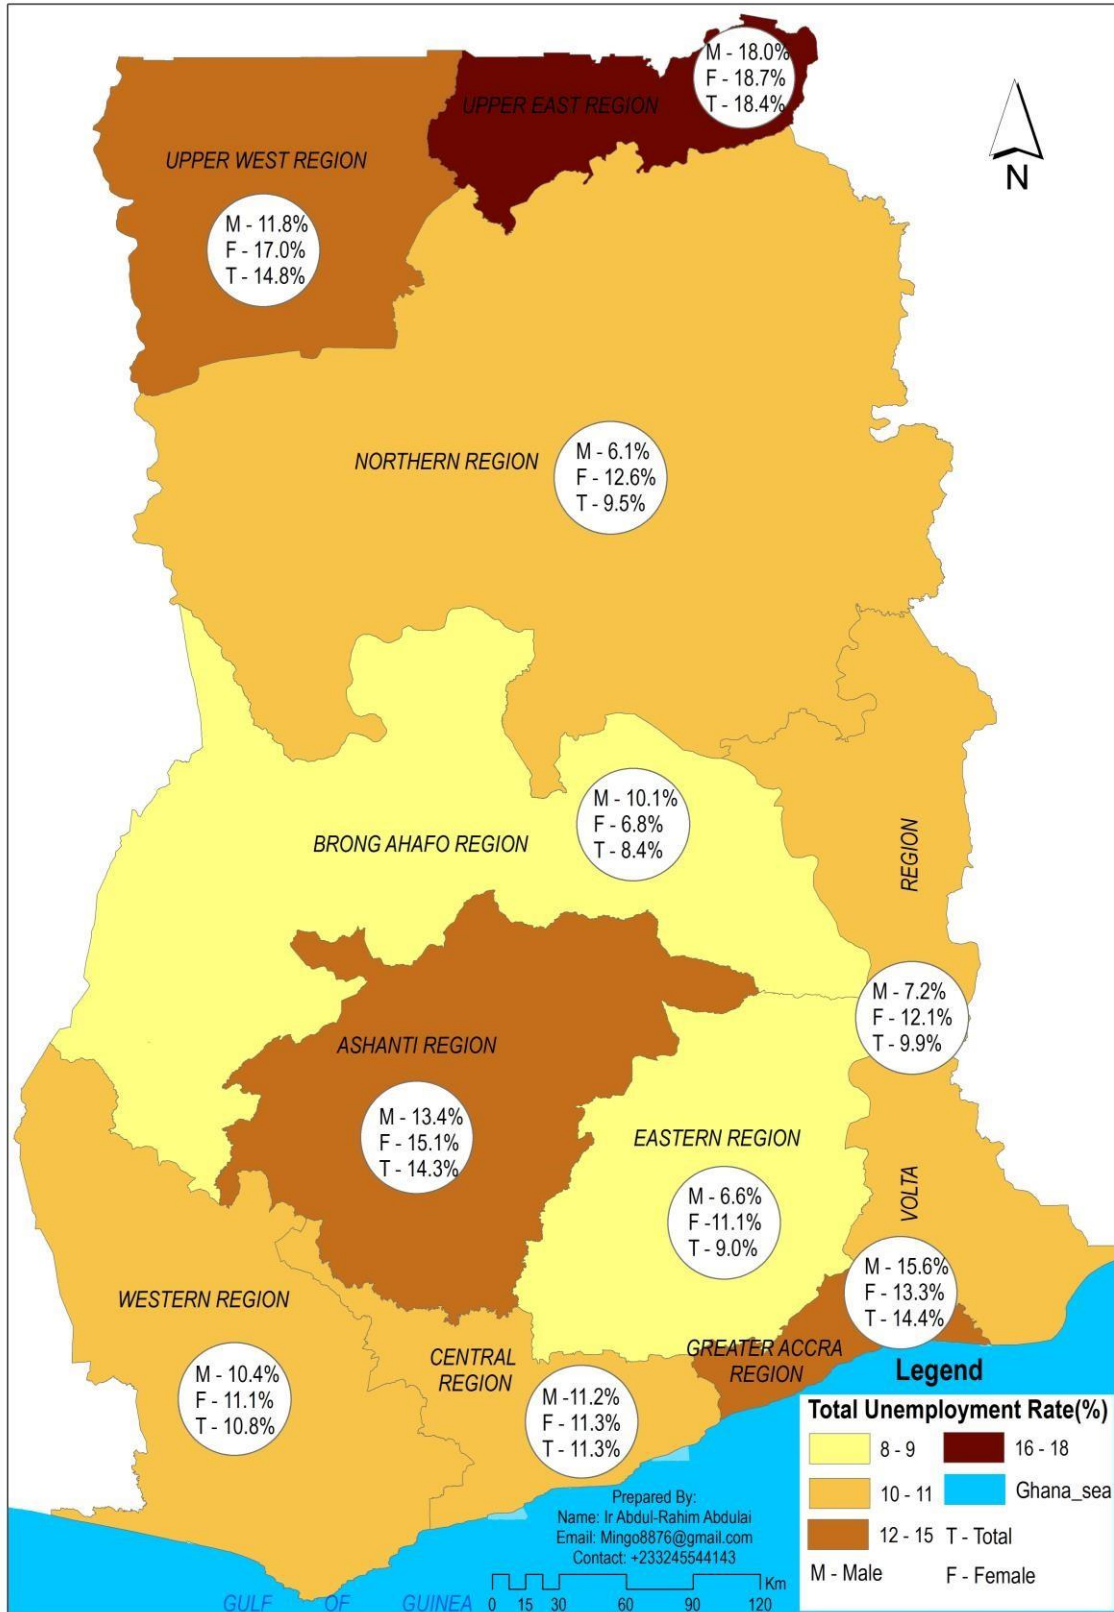 M - 18.0%
F - 18.7%
T - 18.4%
UPPER EAST REGION
N
UPPER WEST REGION
M - 11.8%
F - 17.0%
T - 14.8%
NORTHERN REGION
M - 6.1%
F - 12.6%
T - 9.5%
BRONG AHAFO REGION
M - 10.1%
F - 6.8%
T - 8.4%
VOLTA REGION
M - 7.2%
F - 12.1%
T - 9.9%
ASHANTI REGION
M - 13.4%
F - 15.1%
T - 14.3%
EASTERN REGION
M - 6.6%
F -11.1%
T - 9.0%
WESTERN REGION
M - 10.4%
F - 11.1%
T - 10.8%
CENTRAL
REGION
M -11.2%
F - 11.3%
T - 11.3%
GREATER ACCRA
REGION
M - 15.6%
F - 13.3%
T - 14.4%
Legend
Total Unemployment Rate(%)
8 - 9
16 - 18
10 - 11
Ghana_sea
12 - 15
T - Total
M - Male
F - Female
Prepared By:
Name: Ir Abdul-Rahim Abdulai
Email: Mingo8876@gmail.com
Contact: +233245544143
Km
0 15 30 60 90 120
GULF OF GUINEA